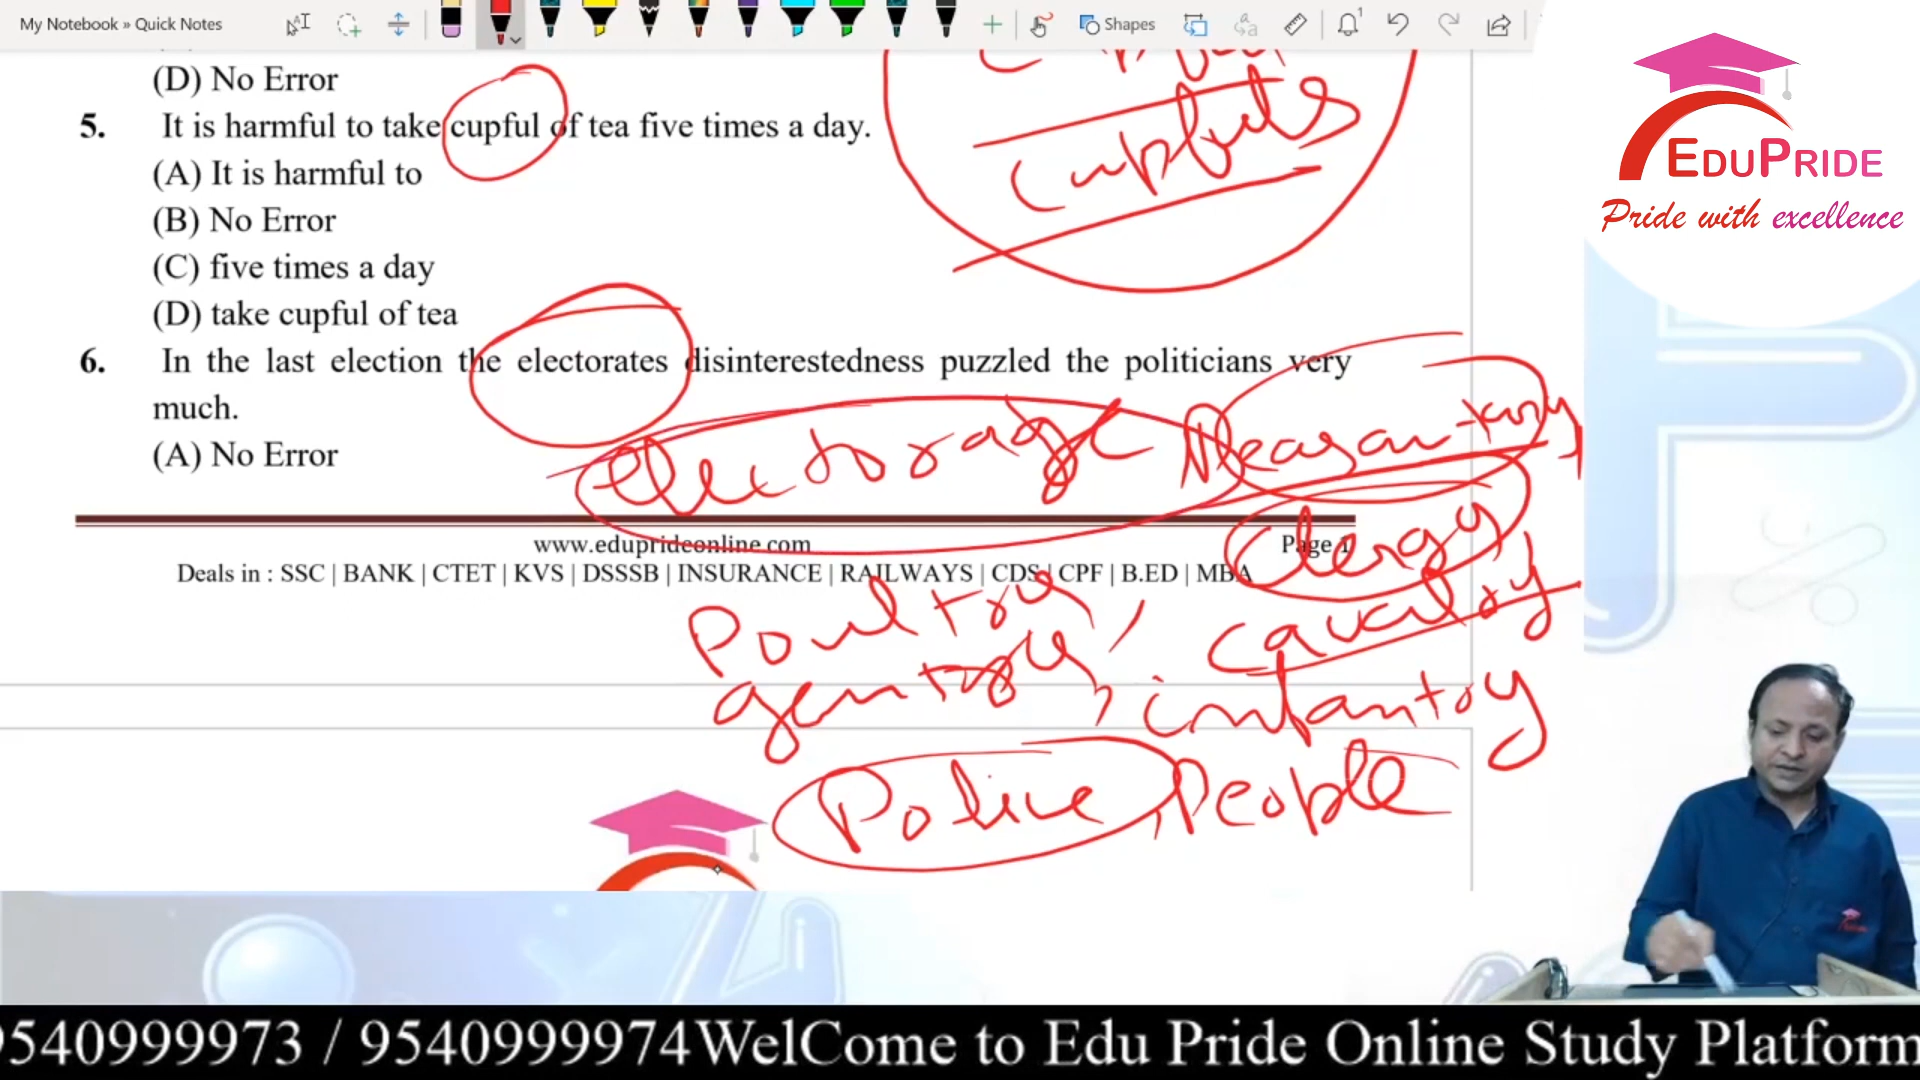 My Notebook » Quick Notes
Shapes
(D) No Error
5. It is harmful to take cupful of tea five times a day.
cupfuls
(A) It is harmful to
cupfuls
(B) No Error
(C) five times a day
(D) take cupful of tea
6. In the last election the electorates disinterestedness puzzled the politicians very
much.
(A) No Error
electorate
Peasantry
Clergy
www.eduprideonline.com
Page 1
Deals in : SSC | BANK | CTET | KVS | DSSSB | INSURANCE | RAILWAYS | CDS | CPF | B.ED | MBA
Poultry, cavalry
gentry, infantry
Police, People
EDUPRIDE
Pride with excellence
9540999973 / 9540999974WelCome to Edu Pride Online Study Platform